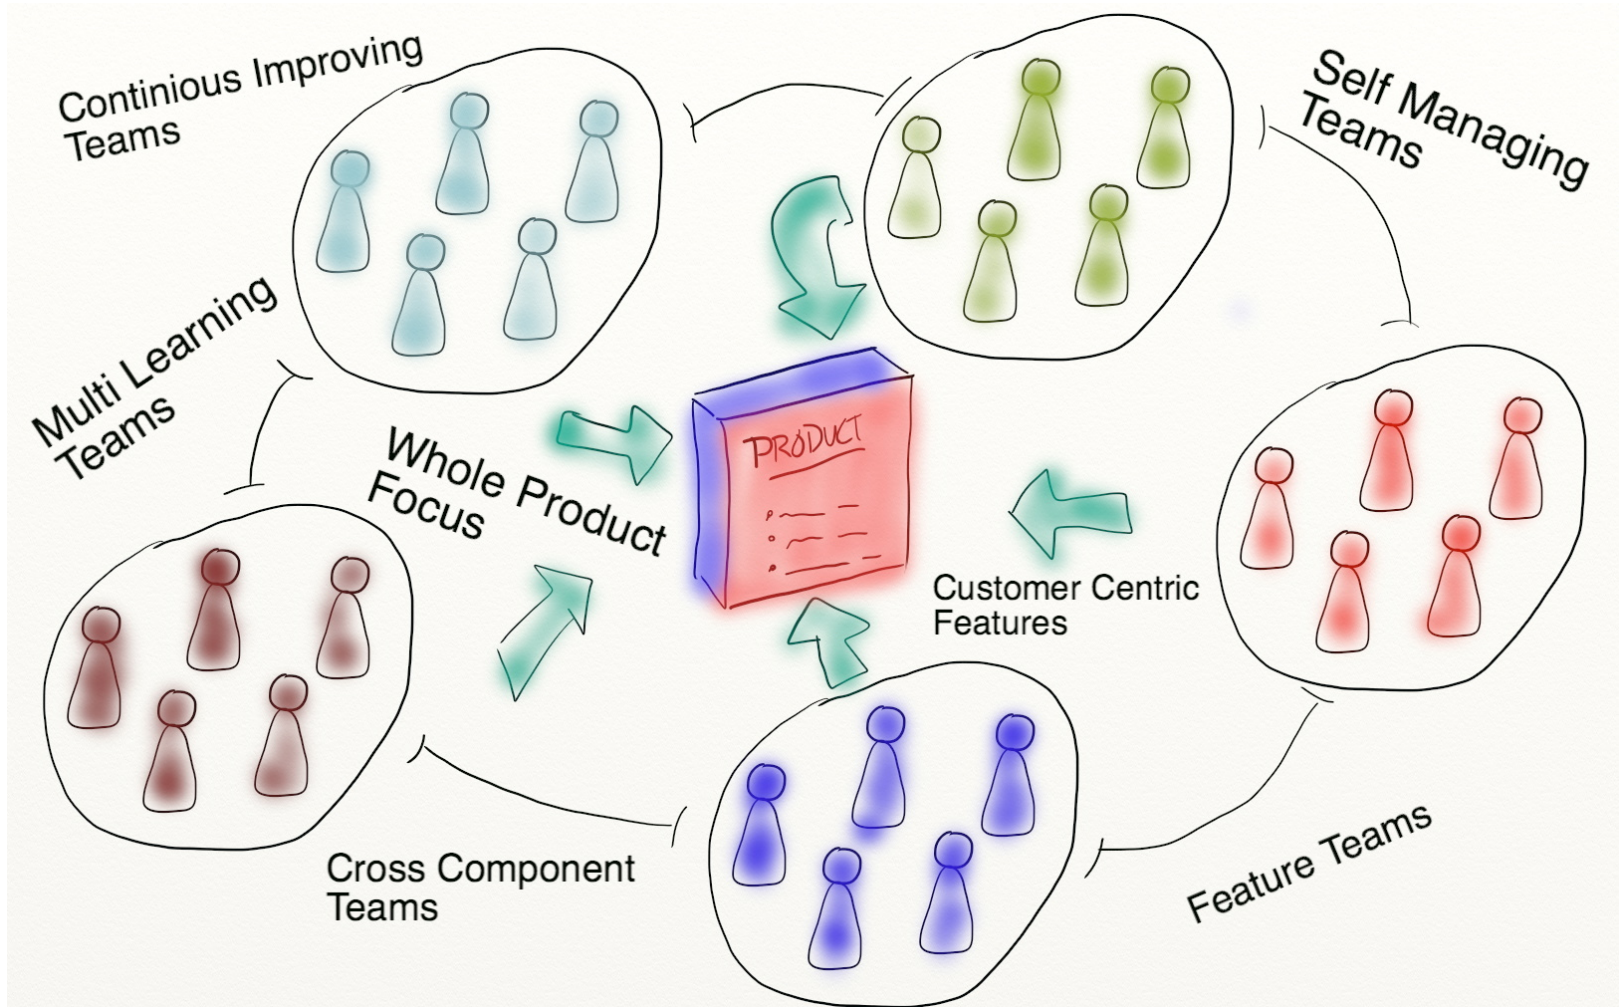 Continious Improving
Teams
Self Managing
Teams
Multi Learning
Teams
Whole Product
Focus
PRODUCT
Customer Centric
Features
Cross Component
Teams
Feature Teams